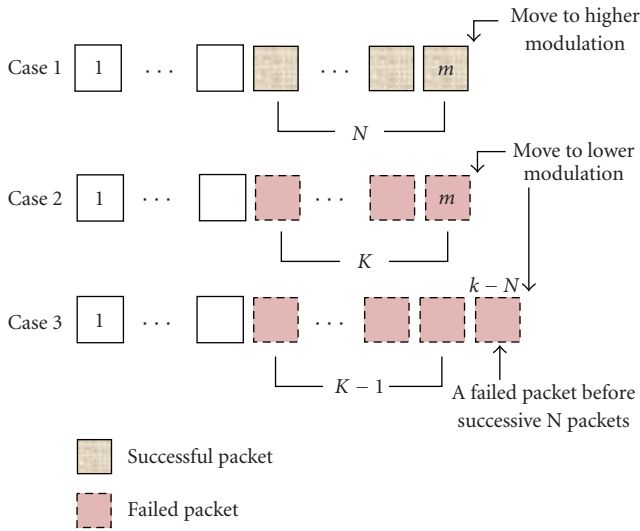 Move to higher
modulation
Case 1
1
. . .
. . .
m
N
Move to lower
modulation
Case 2
1
. . .
. . .
m
K
k − N
Case 3
1
. . .
. . .
K − 1
A failed packet before
successive N packets
Successful packet
Failed packet